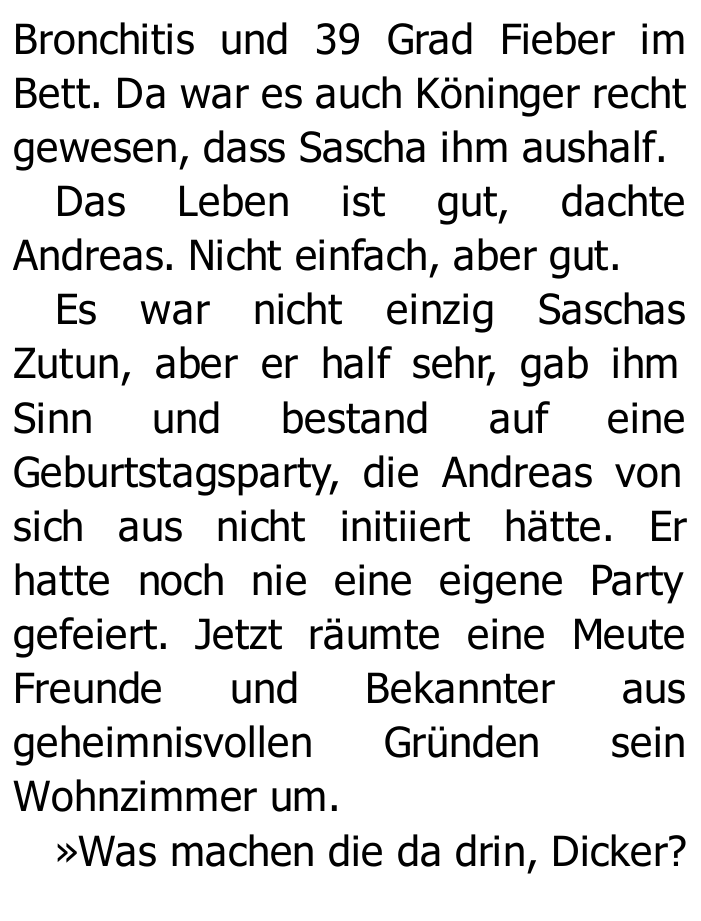 Bronchitis und 39 Grad Fieber im
Bett. Da war es auch Köninger recht
gewesen, dass Sascha ihm aushalf.
Das Leben ist gut, dachte
Andreas. Nicht einfach, aber gut.
Es war nicht einzig Saschas
Zutun, aber er half sehr, gab ihm
Sinn und bestand auf eine
Geburtstagsparty, die Andreas von
sich aus nicht initiiert hätte. Er
hatte noch nie eine eigene Party
gefeiert. Jetzt räumte eine Meute
Freunde und Bekannter aus
geheimnisvollen Gründen sein
Wohnzimmer um.
»Was machen die da drin, Dicker?